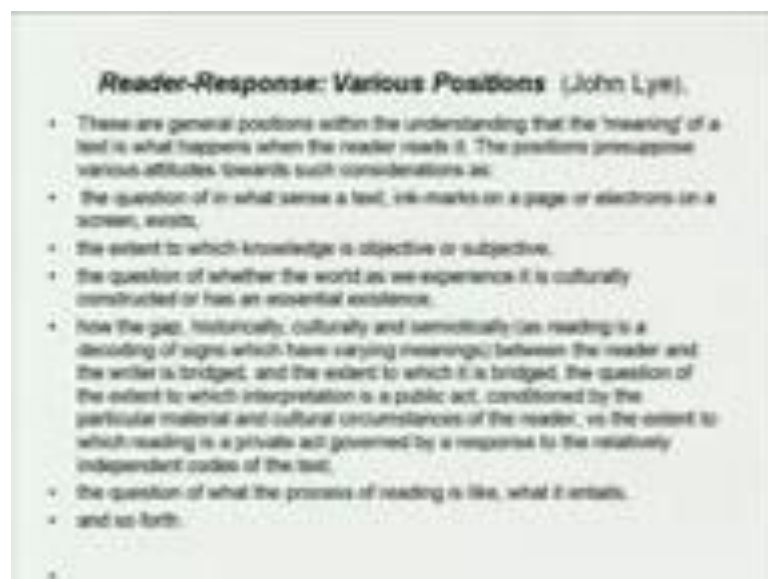 Reader-Response: Various Positions (John Lye).
• These are general positions within the understanding that the 'meaning' of a
text is what happens when the reader reads it. The positions presuppose
various attitudes towards such considerations as:
• the question of in what sense a text, ink-marks on a page or electrons on a
screen, exists,
• the extent to which knowledge is objective or subjective,
• the question of whether the world as we experience it is culturally
constructed or has an essential existence,
• how the gap, historically, culturally and semiotically (as reading is a
decoding of signs which have varying meanings) between the reader and
the writer is bridged, and the extent to which it is bridged, the question of
the extent to which interpretation is a public act, conditioned by the
particular material and cultural circumstances of the reader, vs the extent to
which reading is a private act governed by a response to the relatively
independent codes of the text,
• the question of what the process of reading is like, what it entails,
• and so forth.
•